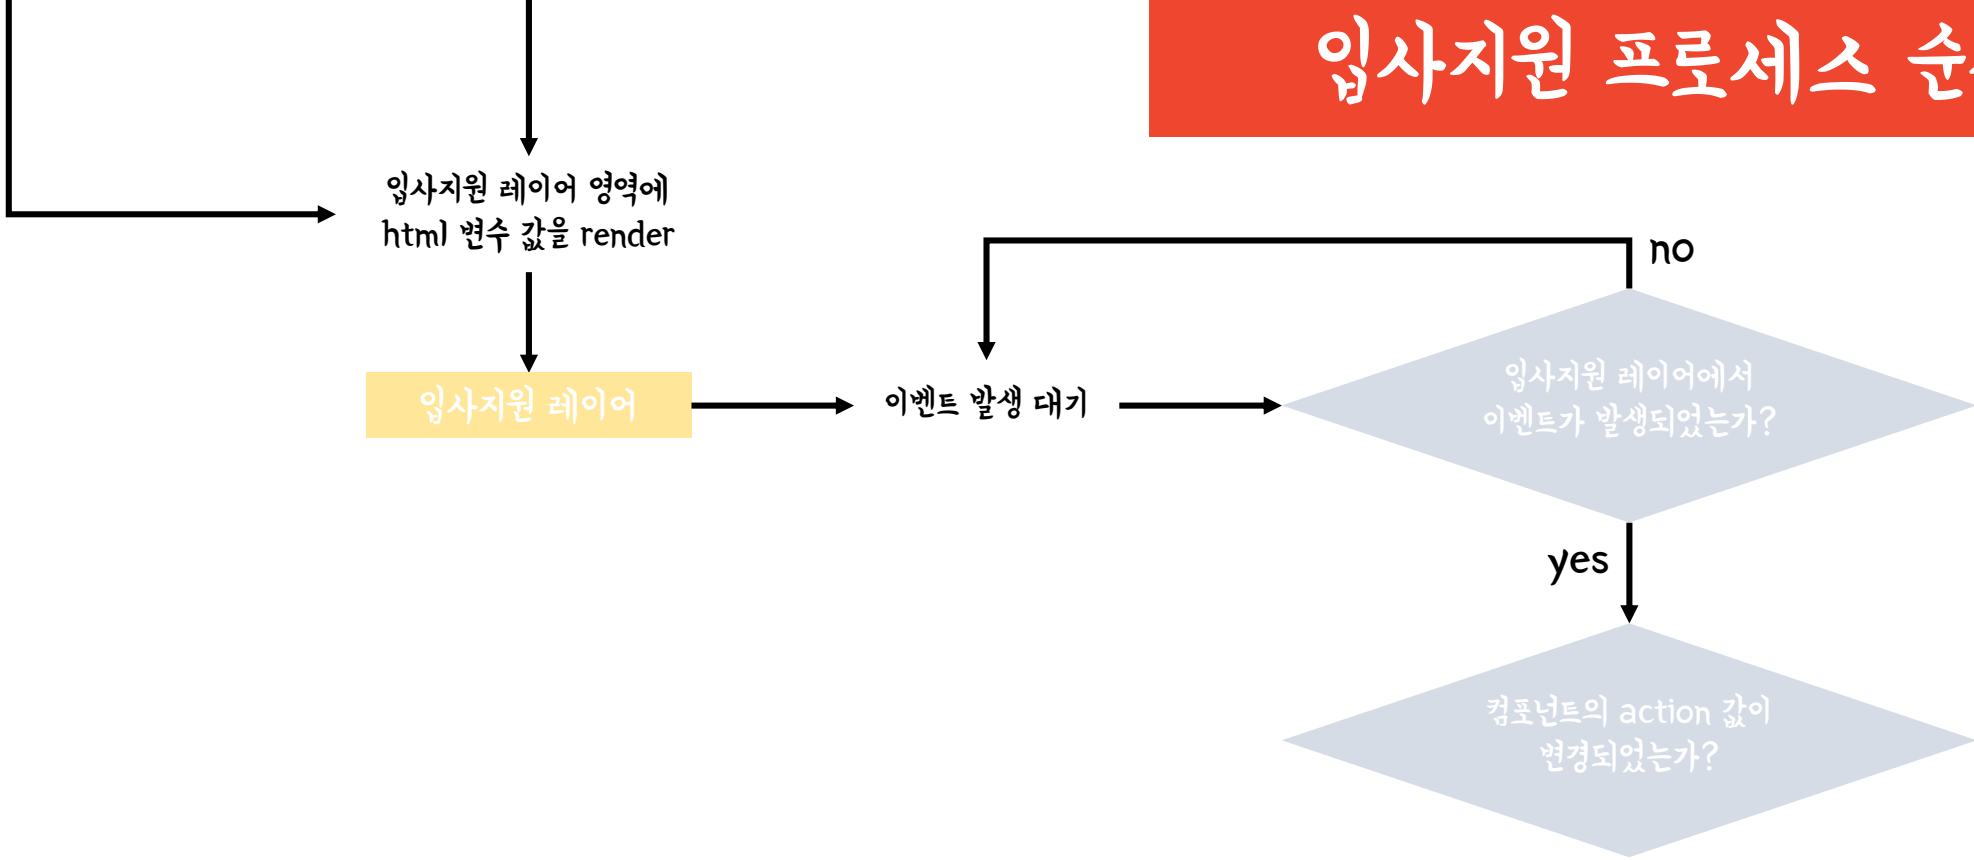 입사지원 프로세스
입사지원 레이어 영역에
html 변수 값을 render
no
입사지원 레이어
이벤트 발생 대기
입사지원 레이어에서
이벤트가 발생되었는가?
yes
컴포넌트의 action 값이
변경되었는가?